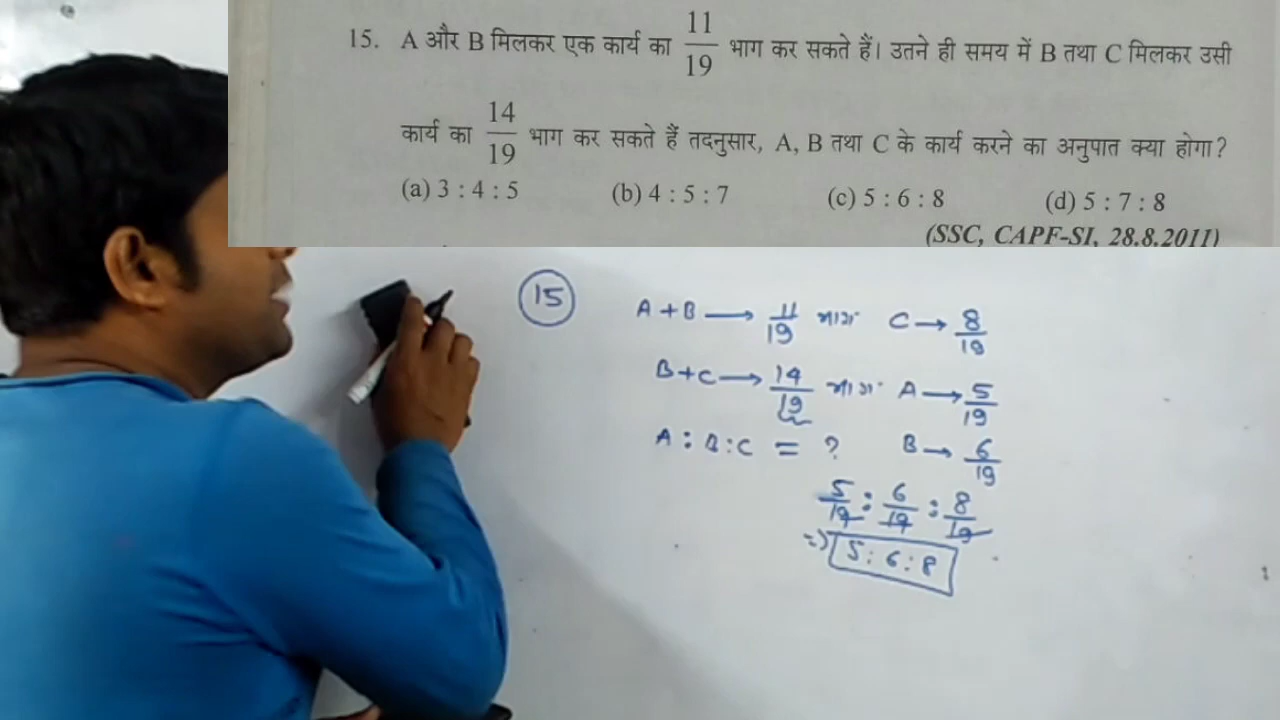 15. A और B मिलकर एक कार्य का 11/19 भाग कर सकते हैं। उतने ही समय में B तथा C मिलकर उसी
कार्य का 14/19 भाग कर सकते हैं तदनुसार, A, B तथा C के कार्य करने का अनुपात क्या होगा?
(a) 3 : 4 : 5 (b) 4 : 5 : 7 (c) 5 : 6 : 8 (d) 5 : 7 : 8
(SSC, CAPF-SI, 28.8.2011)
15 A+B → 11/19 भाग C → 8/19
B+C → 14/19 भाग A → 5/19
A : B : C = ? B → 6/19
5/19 : 6/19 : 8/19
⇒ 5 : 6 : 8